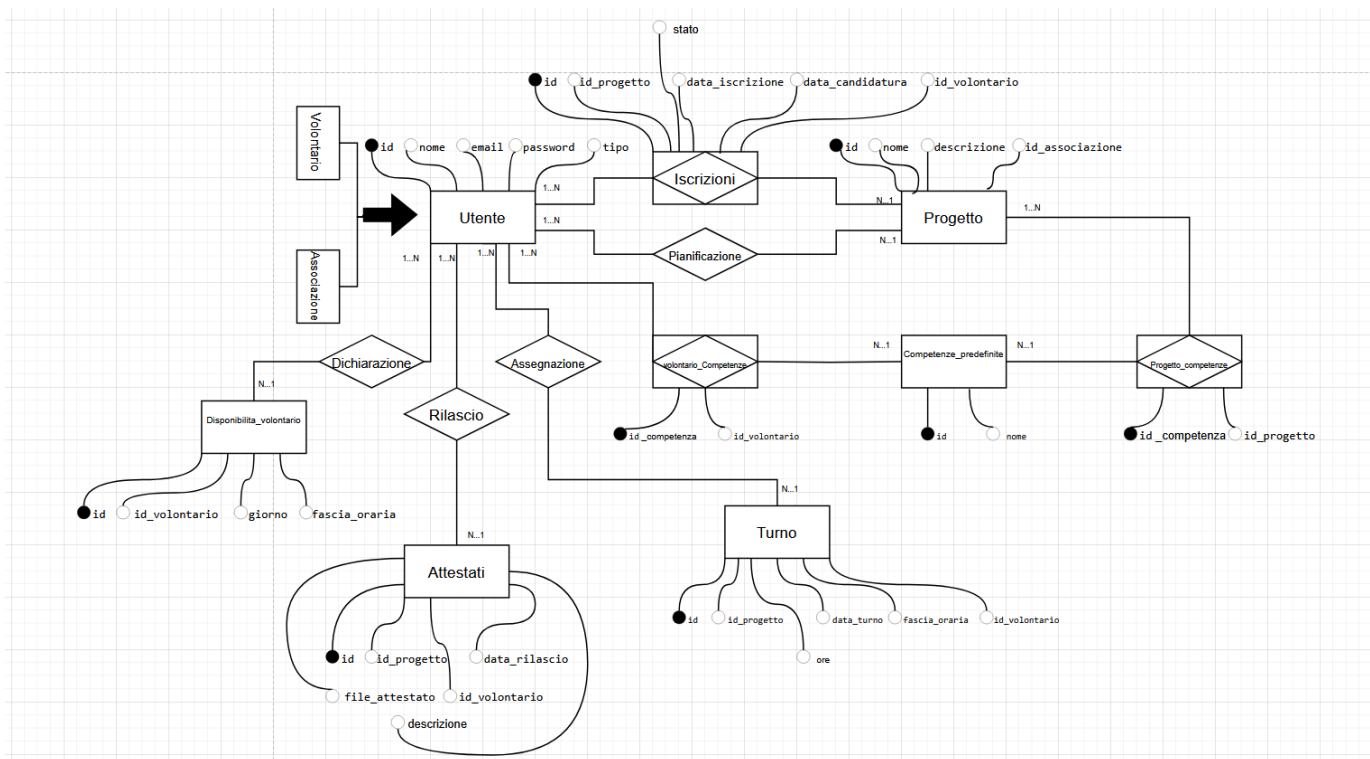 stato
id
id_progetto
data_iscrizione
data_candidatura
id_volontario
Volontario
id
nome
email
password
tipo
Iscrizioni
id
nome
descrizione
id_associazione
1...N
N...1
1...N
Utente
1...N
Progetto
N...1
Associazione
1...N
1...N
1...N
1...N
Pianificazione
Dichiarazione
Assegnazione
volontario_Competenze
N...1
Competenze_predefinite
N...1
Progetto_competenze
N...1
Disponibilita_volontario
Rilascio
id_competenza
id_volontario
id
nome
id_competenza
id_progetto
N...1
id
id_volontario
giorno
fascia_oraria
N...1
Turno
Attestati
id
id_progetto
data_turno
fascia_oraria
id_volontario
ore
id
id_progetto
data_rilascio
file_attestato
id_volontario
descrizione